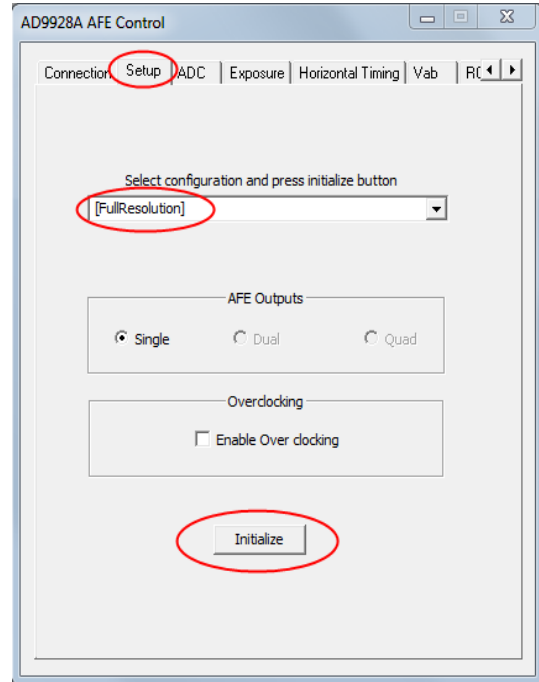 AD9928A AFE Control
Connection Setup ADC Exposure Horizontal Timing Vab
Select configuration and press initialize button
[FullResolution]
AFE Outputs
Single Dual Quad
Overclocking
Enable Over clocking
Initialize